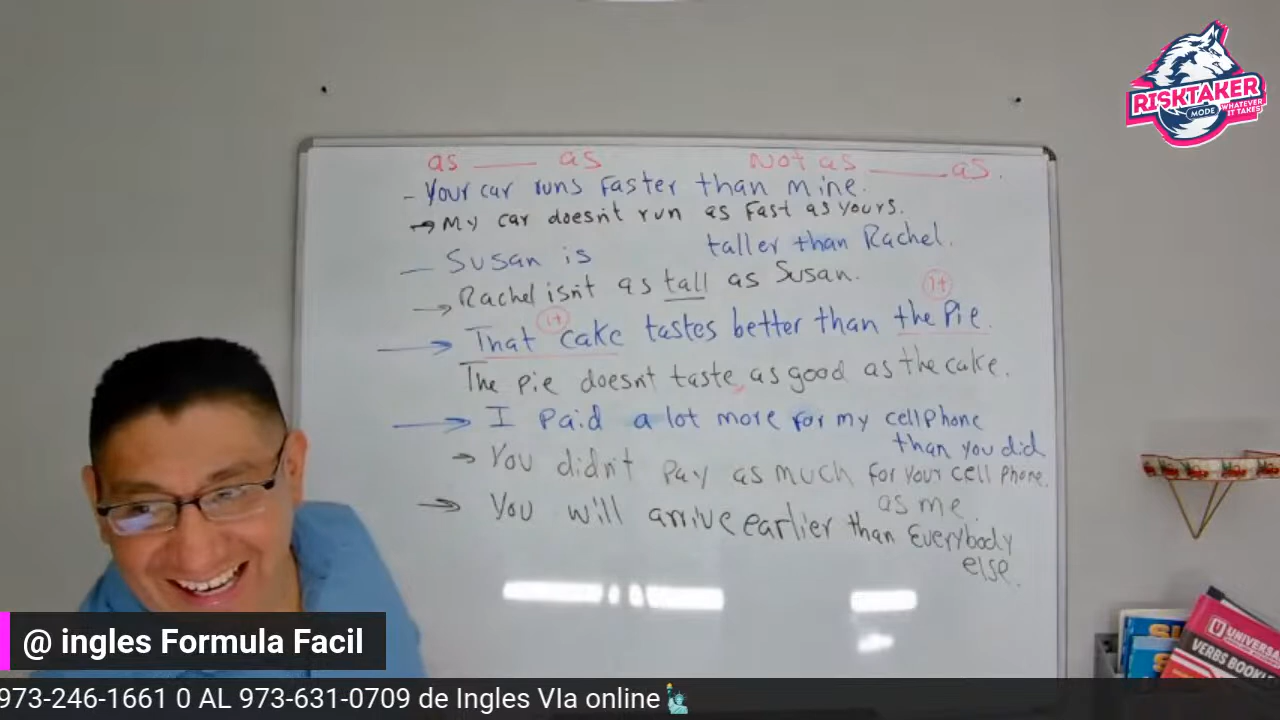 RISKTAKER
MODE
WHATEVER
IT TAKES
as ____ as
Not as ____ as.
- Your car runs faster than mine.
→ My car doesn't run as fast as yours.
— Susan is taller than Rachel.
→ Rachel isn't as tall as Susan.
it
it
→ That cake tastes better than the Pie.
The pie doesn't taste as good as the cake.
→ I paid a lot more for my cellphone
than you did
→ You didn't pay as much for your cell phone.
as me.
→ You will arrive earlier than Everybody
else.
UNIVERSA
VERBS BOOKL
@ ingles Formula Facil
973-246-1661 0 AL 973-631-0709 de Ingles VIa online🗽